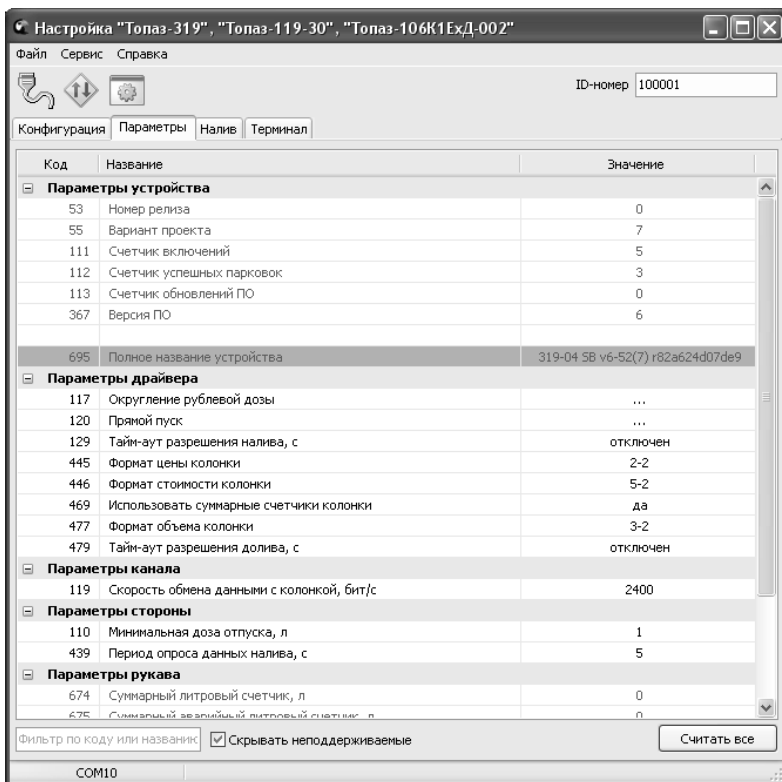 Настройка "Топаз-319", "Топаз-119-30", "Топаз-106К1ЕхД-002"
Файл Сервис Справка
ID-номер 100001
Конфигурация Параметры Налив Терминал
Код Название Значение
Параметры устройства
53 Номер релиза 0
55 Вариант проекта 7
111 Счетчик включений 5
112 Счетчик успешных парковок 3
113 Счетчик обновлений ПО 0
367 Версия ПО 6
695 Полное название устройства 319-04 SB v6-52(7) r82a624d07de9
Параметры драйвера
117 Округление рублевой дозы ...
120 Прямой пуск ...
129 Тайм-аут разрешения налива, с отключен
445 Формат цены колонки 2-2
446 Формат стоимости колонки 5-2
469 Использовать суммарные счетчики колонки да
477 Формат объема колонки 3-2
479 Тайм-аут разрешения долива, с отключен
Параметры канала
119 Скорость обмена данными с колонкой, бит/с 2400
Параметры стороны
110 Минимальная доза отпуска, л 1
439 Период опроса данных налива, с 5
Параметры рукава
674 Суммарный литровый счетчик, л 0
675 Суммарный аварийный литровый счетчик, л 0
Фильтр по коду или названию Скрывать неподдерживаемые Считать все
COM10